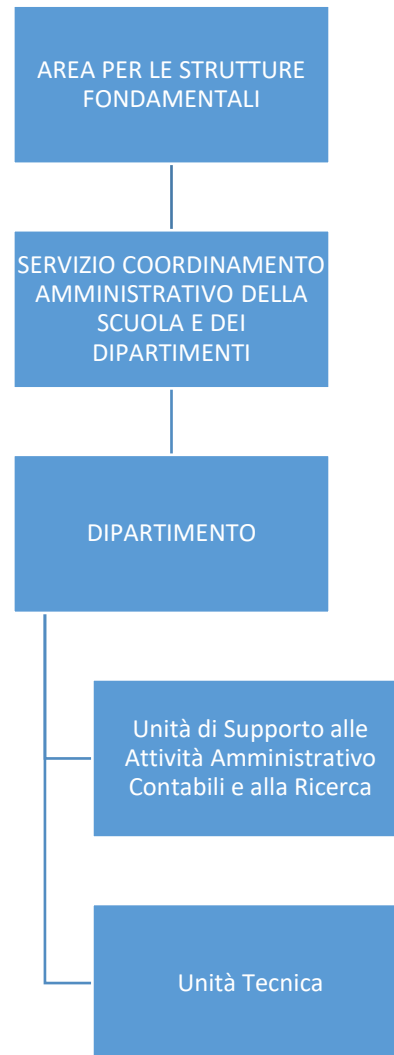 AREA PER LE STRUTTURE
FONDAMENTALI
SERVIZIO COORDINAMENTO
AMMINISTRATIVO DELLA
SCUOLA E DEI
DIPARTIMENTI
DIPARTIMENTO
Unità di Supporto alle
Attività Amministrativo
Contabili e alla Ricerca
Unità Tecnica